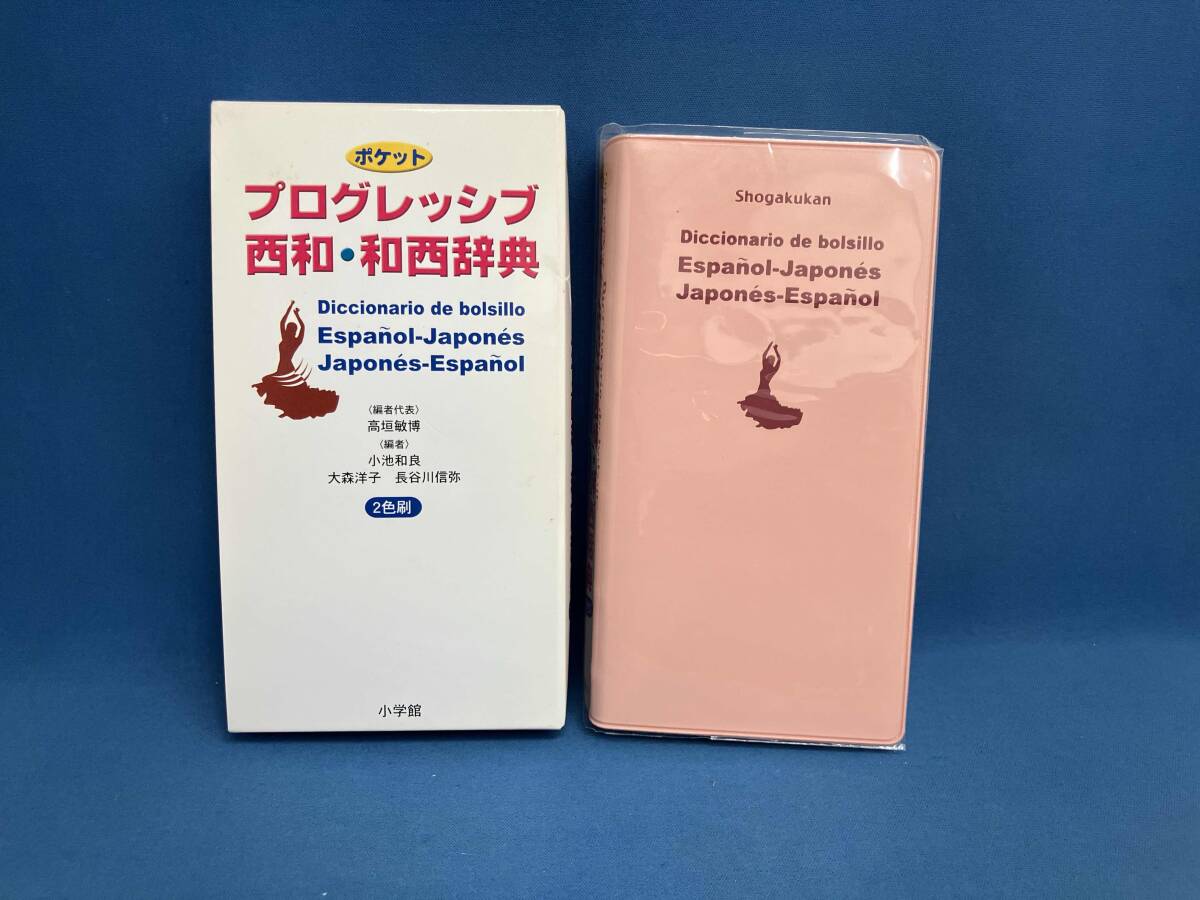 ポケット
プログレッシブ
西和・和西辞典
Diccionario de bolsillo
Español-Japonés
Japonés-Español
〈編者代表〉
高垣敏博
〈編者〉
小池和良
大森洋子 長谷川信弥
2色刷
小学館
Shogakukan
Diccionario de bolsillo
Español-Japonés
Japonés-Español